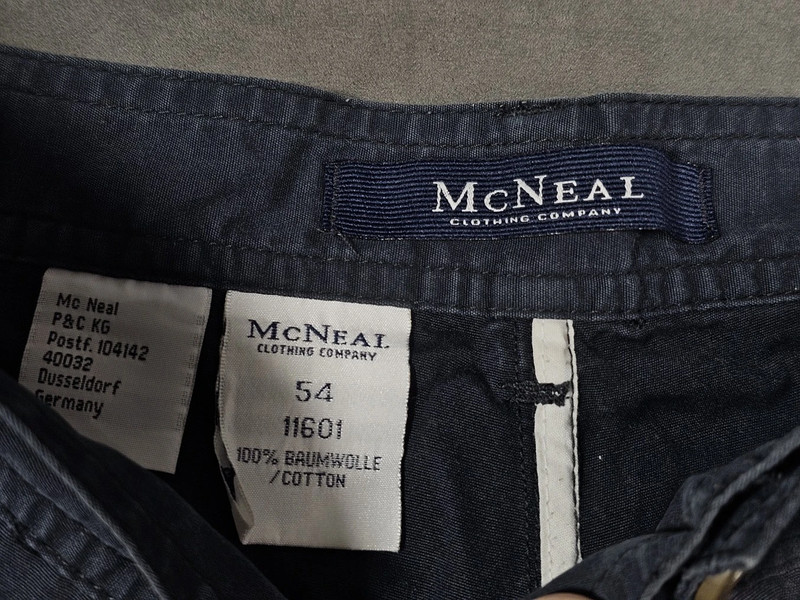 McNEAL
CLOTHING COMPANY
Mc Neal
P&C KG
Postf. 104142
40032
Dusseldorf
Germany
McNEAL
CLOTHING COMPANY
54
11601
100% BAUMWOLLE
/COTTON